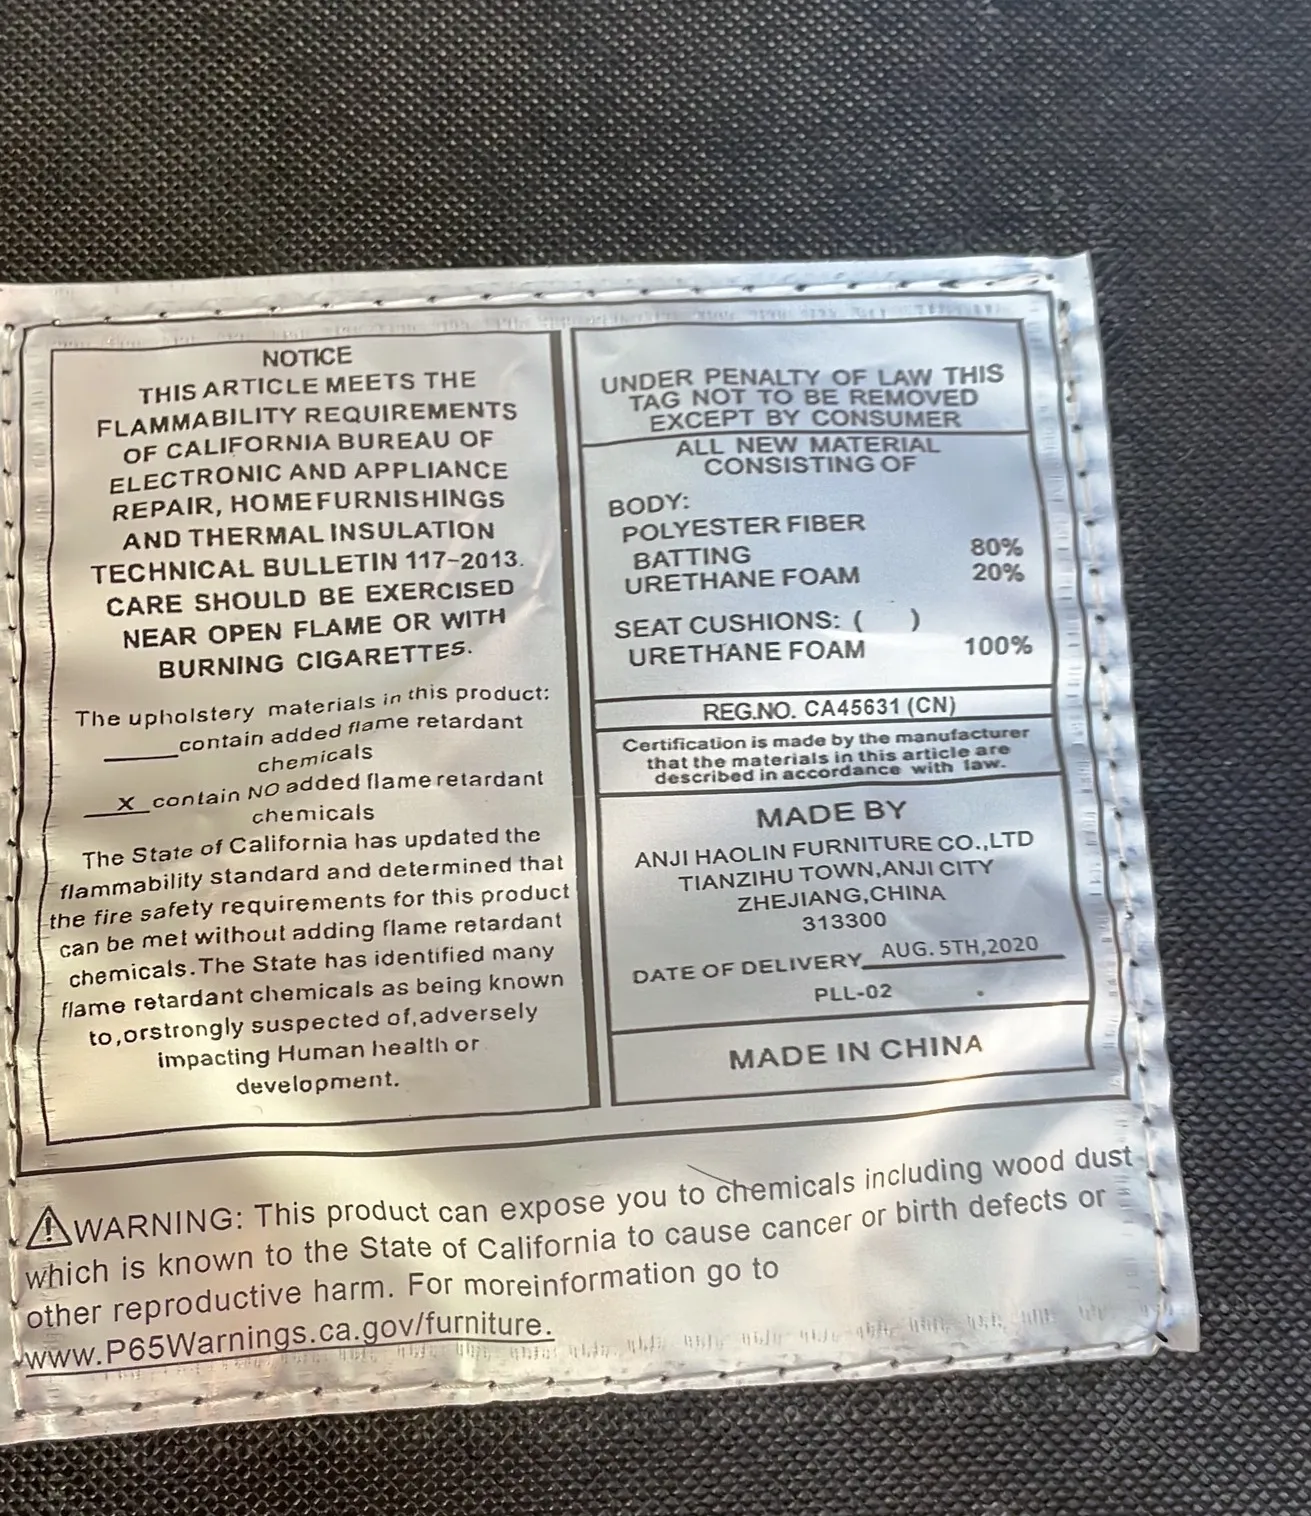 NOTICE
THIS ARTICLE MEETS THE
FLAMMABILITY REQUIREMENTS
OF CALIFORNIA BUREAU OF
ELECTRONIC AND APPLIANCE
REPAIR, HOME FURNISHINGS
AND THERMAL INSULATION
TECHNICAL BULLETIN 117-2013.
CARE SHOULD BE EXERCISED
NEAR OPEN FLAME OR WITH
BURNING CIGARETTES.
The upholstery materials in this product:
_____contain added flame retardant
chemicals
__X_contain NO added flame retardant
chemicals
The State of California has updated the
flammability standard and determined that
the fire safety requirements for this product
can be met without adding flame retardant
chemicals.The State has identified many
flame retardant chemicals as being known
to,orstrongly suspected of,adversely
impacting Human health or
development.
UNDER PENALTY OF LAW THIS
TAG NOT TO BE REMOVED
EXCEPT BY CONSUMER
ALL NEW MATERIAL
CONSISTING OF
BODY:
POLYESTER FIBER
BATTING 80%
URETHANE FOAM 20%
SEAT CUSHIONS: ( )
URETHANE FOAM 100%
REG.NO. CA45631 (CN)
Certification is made by the manufacturer
that the materials in this article are
described in accordance with law.
MADE BY
ANJI HAOLIN FURNITURE CO.,LTD
TIANZIHU TOWN,ANJI CITY
ZHEJIANG,CHINA
313300
DATE OF DELIVERY AUG. 5TH,2020
PLL-02
MADE IN CHINA
⚠WARNING: This product can expose you to chemicals including wood dust
which is known to the State of California to cause cancer or birth defects or
other reproductive harm. For moreinformation go to
www.P65Warnings.ca.gov/furniture.